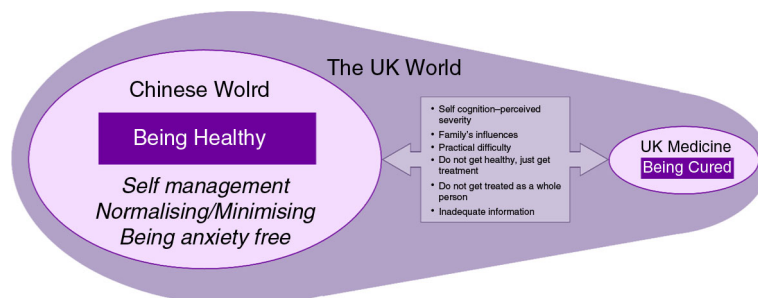 The UK World
Chinese Wolrd
Being Healthy
Self management
Normalising/Minimising
Being anxiety free
• Self cognition–perceived
severity
• Family's influences
• Practical difficulty
• Do not get healthy, just get
treatment
• Do not get treated as a whole
person
• Inadequate information
UK Medicine
Being Cured